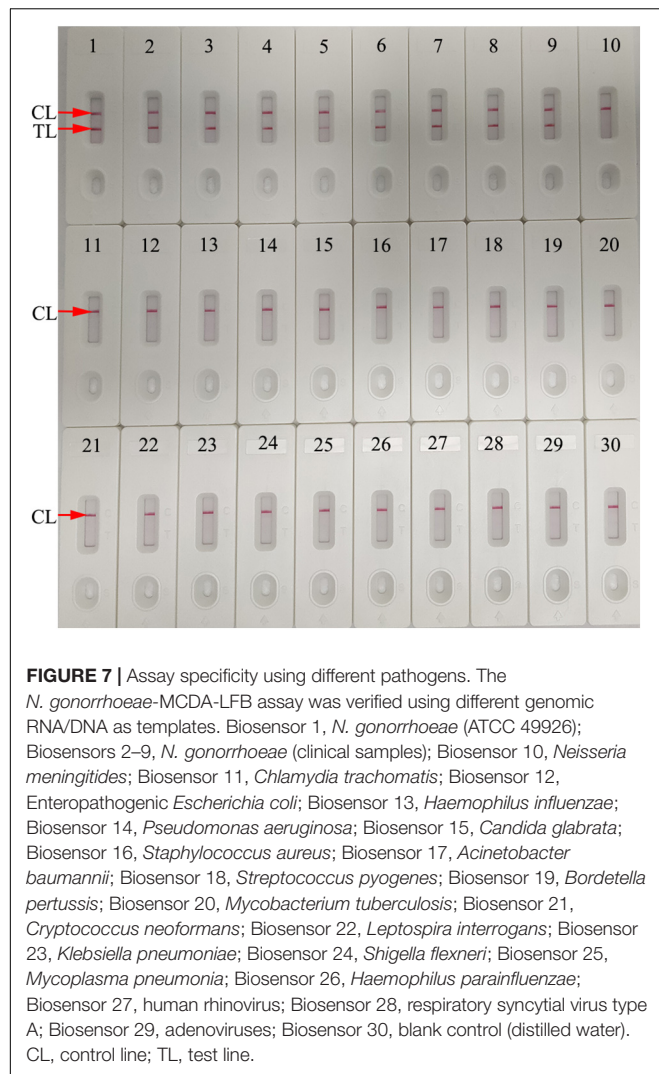 1 2 3 4 5 6 7 8 9 10
CL
TL
11 12 13 14 15 16 17 18 19 20
CL
21 22 23 24 25 26 27 28 29 30
CL
FIGURE 7 | Assay specificity using different pathogens. The
N. gonorrhoeae-MCDA-LFB assay was verified using different genomic
RNA/DNA as templates. Biosensor 1, N. gonorrhoeae (ATCC 49926);
Biosensors 2–9, N. gonorrhoeae (clinical samples); Biosensor 10, Neisseria
meningitides; Biosensor 11, Chlamydia trachomatis; Biosensor 12,
Enteropathogenic Escherichia coli; Biosensor 13, Haemophilus influenzae;
Biosensor 14, Pseudomonas aeruginosa; Biosensor 15, Candida glabrata;
Biosensor 16, Staphylococcus aureus; Biosensor 17, Acinetobacter
baumannii; Biosensor 18, Streptococcus pyogenes; Biosensor 19, Bordetella
pertussis; Biosensor 20, Mycobacterium tuberculosis; Biosensor 21,
Cryptococcus neoformans; Biosensor 22, Leptospira interrogans; Biosensor
23, Klebsiella pneumoniae; Biosensor 24, Shigella flexneri; Biosensor 25,
Mycoplasma pneumonia; Biosensor 26, Haemophilus parainfluenzae;
Biosensor 27, human rhinovirus; Biosensor 28, respiratory syncytial virus type
A; Biosensor 29, adenoviruses; Biosensor 30, blank control (distilled water).
CL, control line; TL, test line.